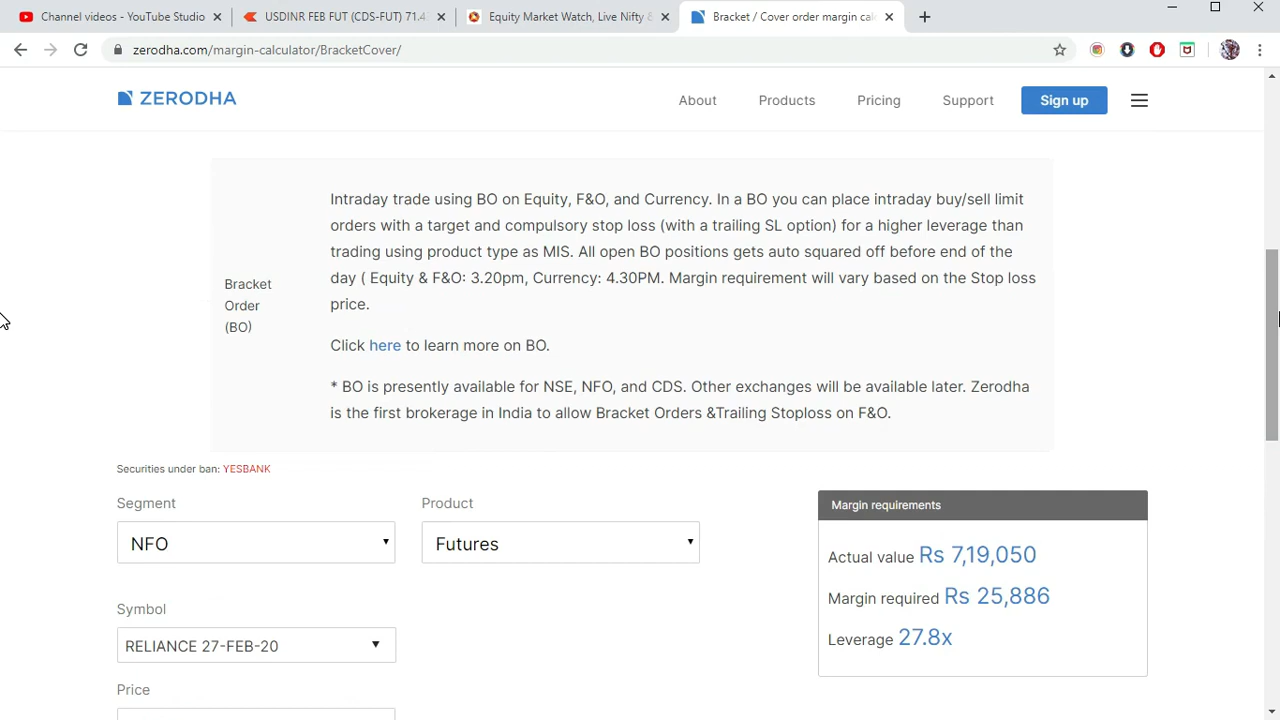 Channel videos - YouTube Studio
USDINR FEB FUT (CDS-FUT) 71.4
Equity Market Watch, Live Nifty &
Bracket / Cover order margin cal
zerodha.com/margin-calculator/BracketCover/
ZERODHA
About
Products
Pricing
Support
Sign up
Intraday trade using BO on Equity, F&O, and Currency. In a BO you can place intraday buy/sell limit
orders with a target and compulsory stop loss (with a trailing SL option) for a higher leverage than
trading using product type as MIS. All open BO positions gets auto squared off before end of the
day ( Equity & F&O: 3.20pm, Currency: 4.30PM. Margin requirement will vary based on the Stop loss
price.
Bracket
Order
(BO)
Click here to learn more on BO.
* BO is presently available for NSE, NFO, and CDS. Other exchanges will be available later. Zerodha
is the first brokerage in India to allow Bracket Orders &Trailing Stoploss on F&O.
Securities under ban: YESBANK
Segment
Product
NFO
Futures
Symbol
RELIANCE 27-FEB-20
Price
Margin requirements
Actual value Rs 7,19,050
Margin required Rs 25,886
Leverage 27.8x